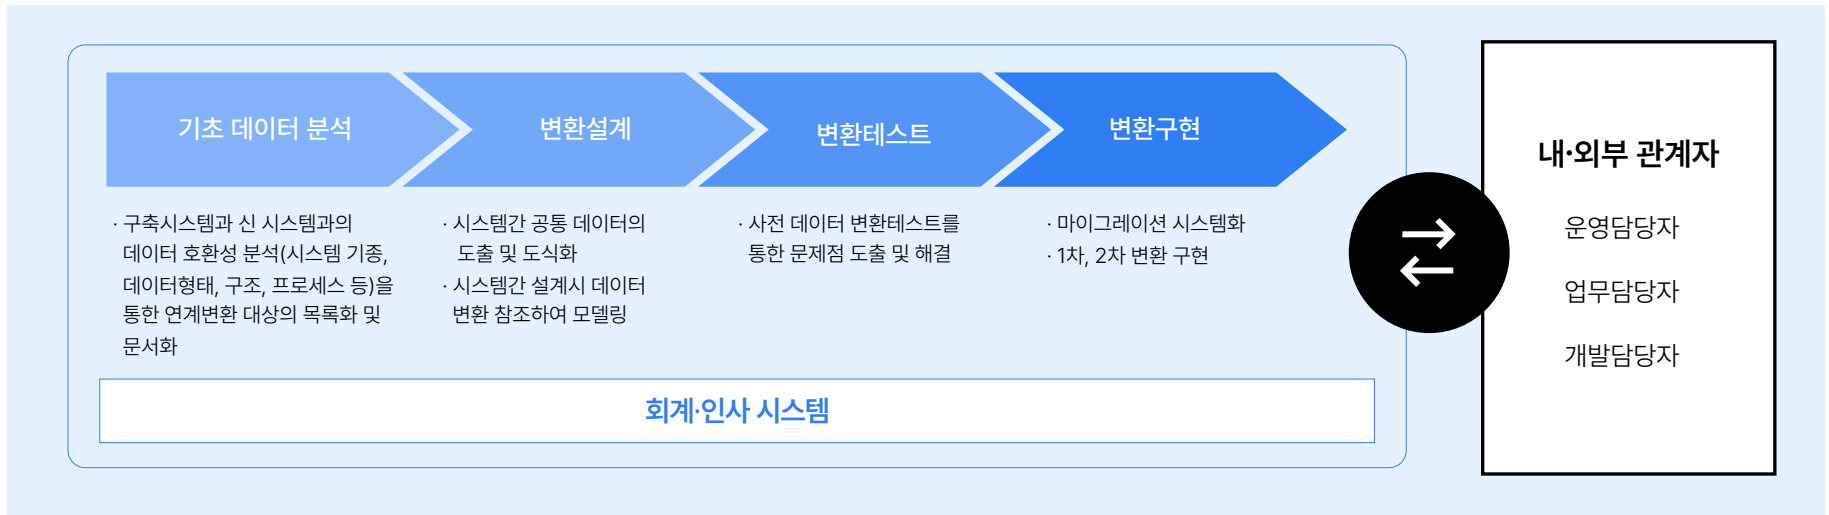 기초 데이터 분석
변환설계
변환테스트
변환구현
· 구축시스템과 신 시스템과의
데이터 호환성 분석(시스템 기종,
데이터형태, 구조, 프로세스 등)을
통한 연계변환 대상의 목록화 및
문서화
· 시스템간 공통 데이터의
도출 및 도식화
· 시스템간 설계시 데이터
변환 참조하여 모델링
· 사전 데이터 변환테스트를
통한 문제점 도출 및 해결
· 마이그레이션 시스템화
· 1차, 2차 변환 구현
회계·인사 시스템
내·외부 관계자
운영담당자
업무담당자
개발담당자